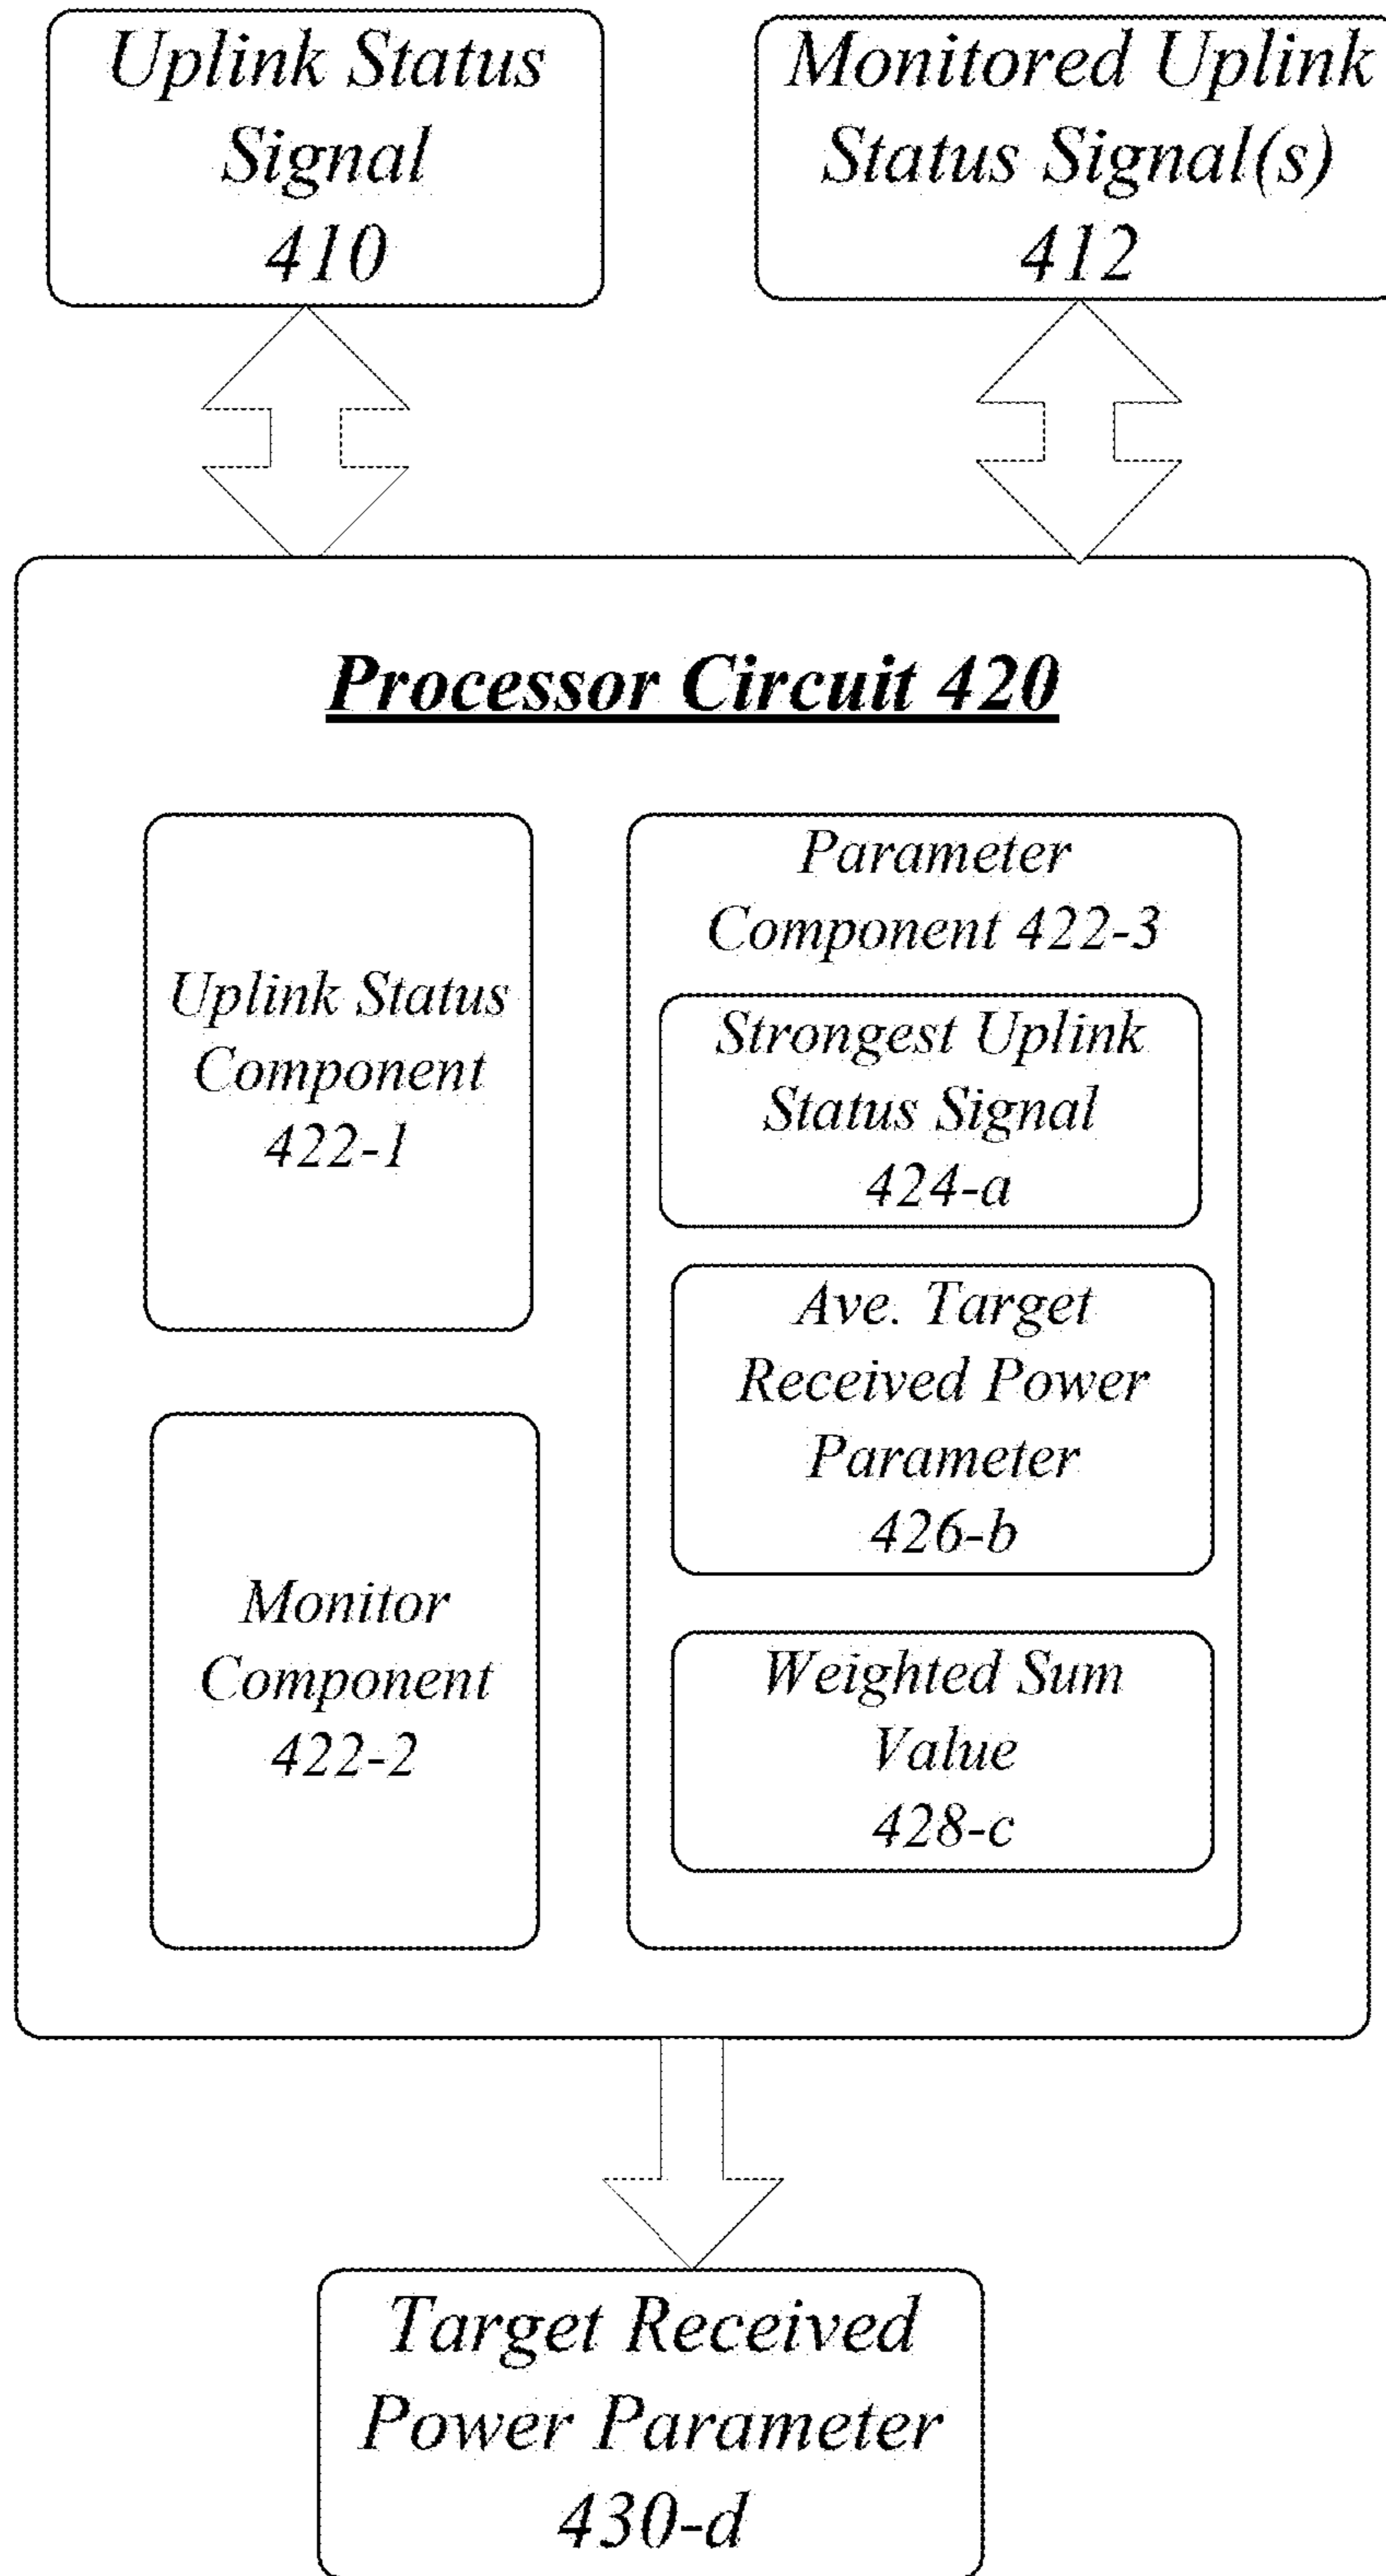 Uplink Status
Signal
410
Monitored Uplink
Status Signal(s)
412
Processor Circuit 420
Uplink Status
Component
422-1
Monitor
Component
422-2
Parameter
Component 422-3
Strongest Uplink
Status Signal
424-a
Ave. Target
Received Power
Parameter
426-b
Weighted Sum
Value
428-c
Target Received
Power Parameter
430-d